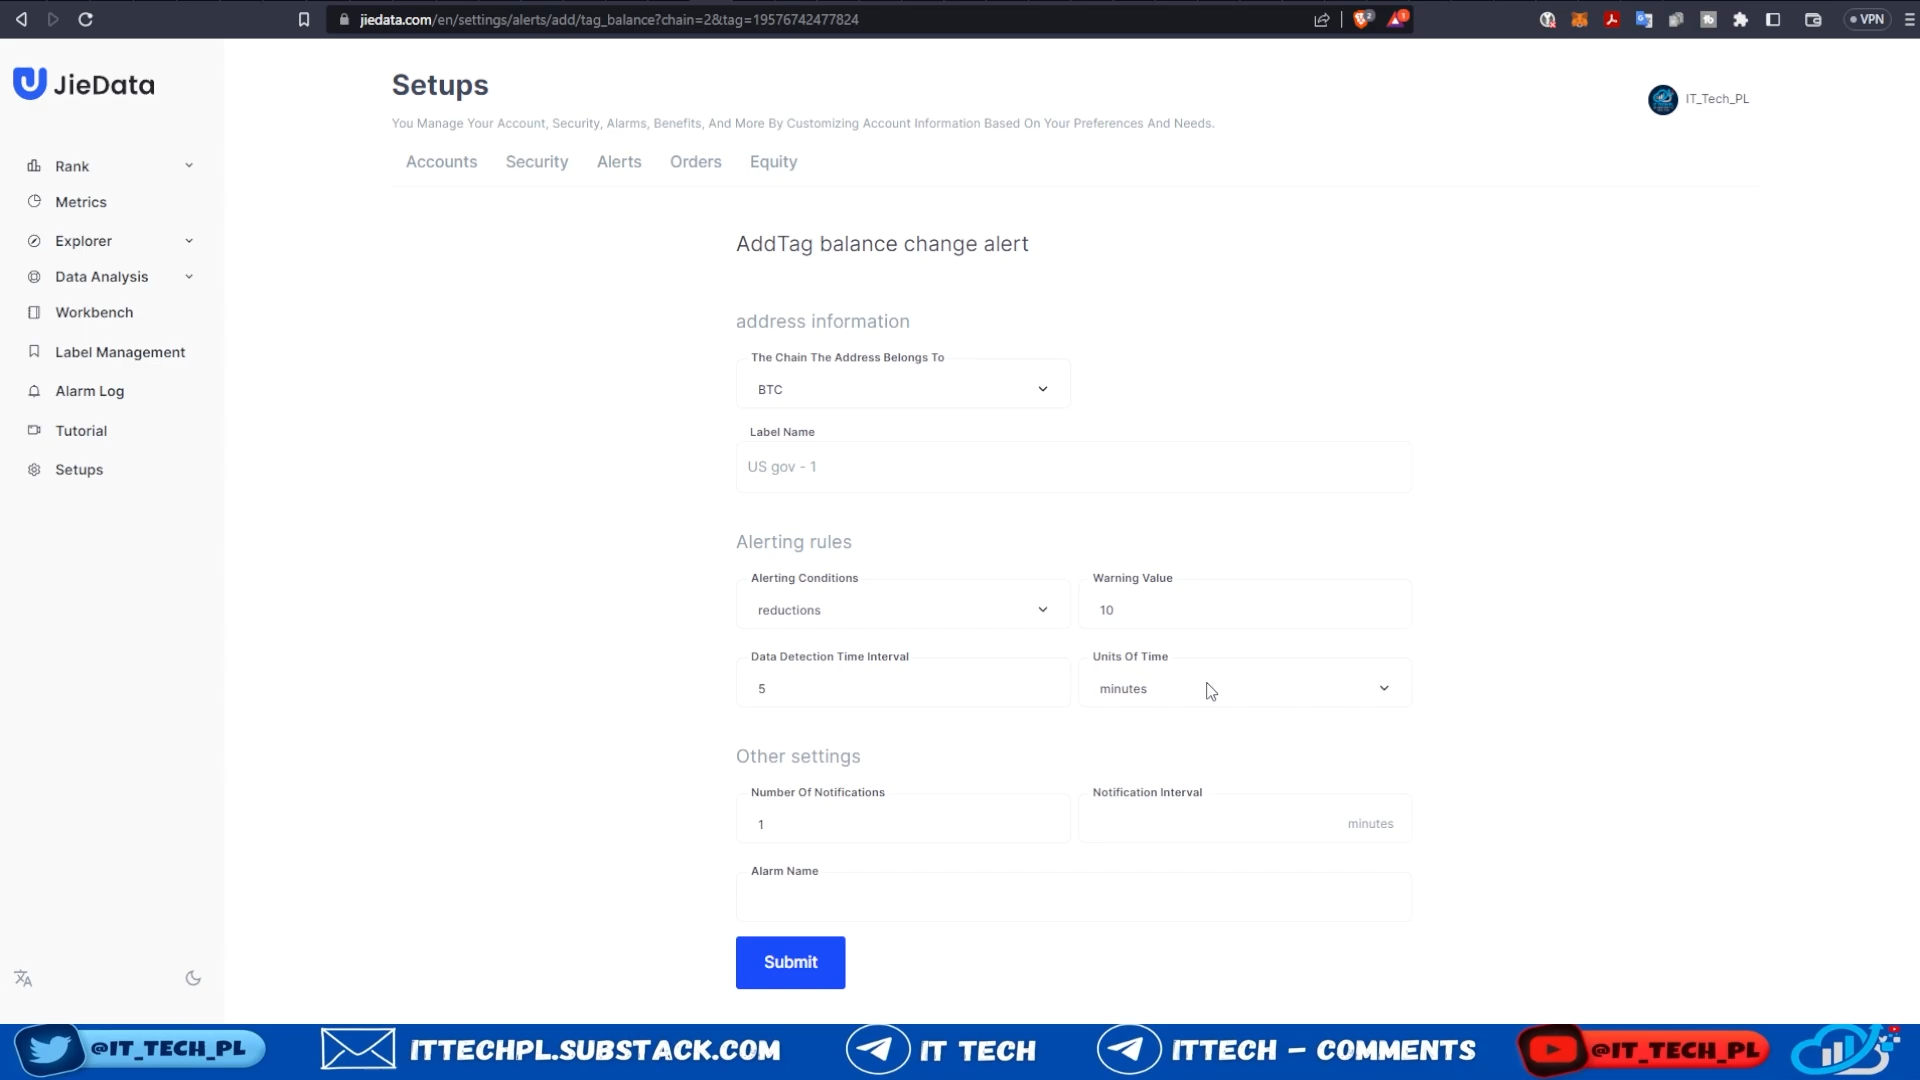 jiedata.com/en/settings/alerts/add/tag_balance?chain=2&tag=19576742477824
2
1
VPN
JieData
Rank
Metrics
Explorer
Data Analysis
Workbench
Label Management
Alarm Log
Tutorial
Setups
Setups
IT_Tech_PL
You Manage Your Account, Security, Alarms, Benefits, And More By Customizing Account Information Based On Your Preferences And Needs.
Accounts Security Alerts Orders Equity
AddTag balance change alert
address information
The Chain The Address Belongs To
BTC
Label Name
US gov - 1
Alerting rules
Alerting Conditions Warning Value
reductions 10
Data Detection Time Interval Units Of Time
5 minutes
Other settings
Number Of Notifications Notification Interval
1 minutes
Alarm Name
Submit
@IT_TECH_PL ITTECHPL.SUBSTACK.COM IT TECH ITTECH - COMMENTS @IT_TECH_PL